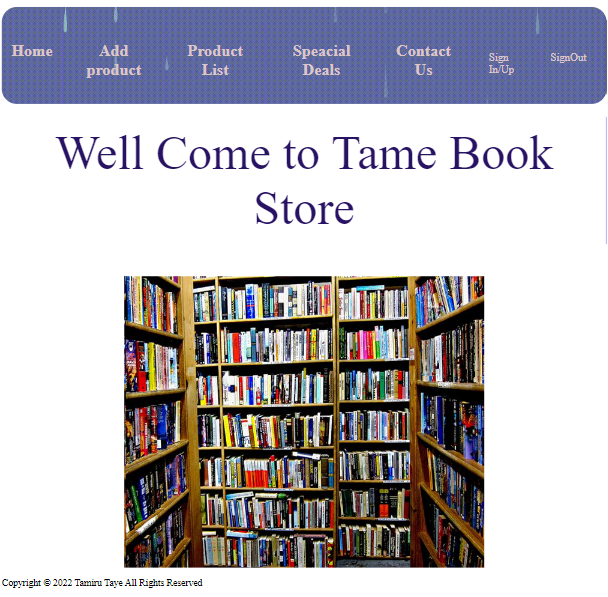 Home
Add
product
Product
List
Speacial
Deals
Contact
Us
Sign
In/Up
SignOut
Well Come to Tame Book
Store
Copyright © 2022 Tamiru Taye All Rights Reserved